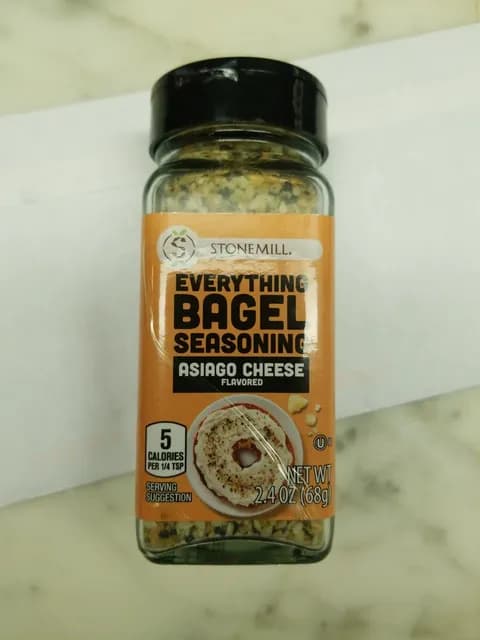 S
STONEMILL®
EVERYTHING
BAGEL
SEASONING
ASIAGO CHEESE
FLAVORED
5
CALORIES
PER 1/4 TSP
SERVING
SUGGESTION
U
NET WT
2.4 OZ (68g)